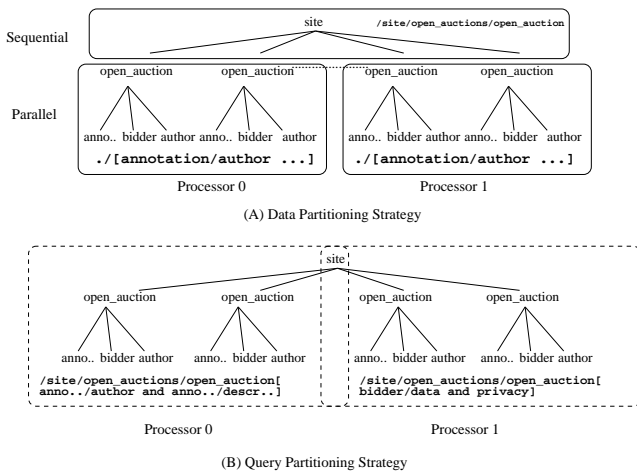 site /site/open_auctions/open_auction
Sequential
open_auction open_auction open_auction open_auction
Parallel
anno.. bidder author anno.. bidder author anno.. bidder author anno.. bidder author
./[annotation/author ...] ./[annotation/author ...]
Processor 0 Processor 1
(A) Data Partitioning Strategy
site
open_auction open_auction open_auction open_auction
anno.. bidder author anno.. bidder author anno.. bidder author anno.. bidder author
/site/open_auctions/open_auction[ /site/open_auctions/open_auction[
anno../author and anno../descr..] bidder/data and privacy]
Processor 0 Processor 1
(B) Query Partitioning Strategy